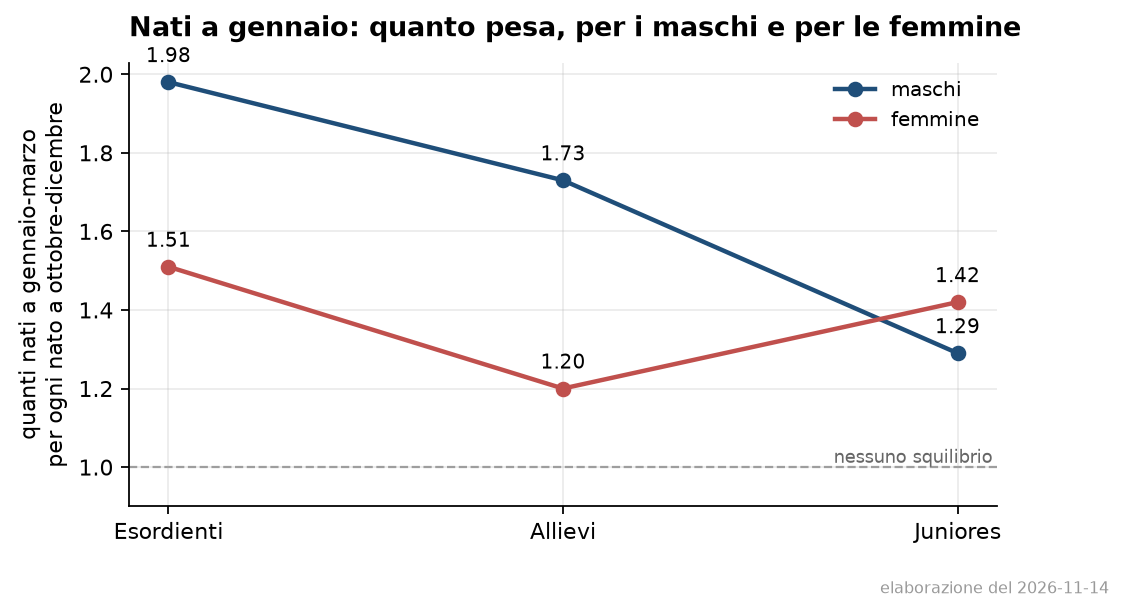 Nati a gennaio: quanto pesa, per i maschi e per le femmine
quanti nati a gennaio-marzo
per ogni nato a ottobre-dicembre
2.0
1.8
1.6
1.4
1.2
1.0
1.98
1.73
1.29
1.51
1.20
1.42
maschi
femmine
nessuno squilibrio
Esordienti
Allievi
Juniores
elaborazione del 2026-11-14